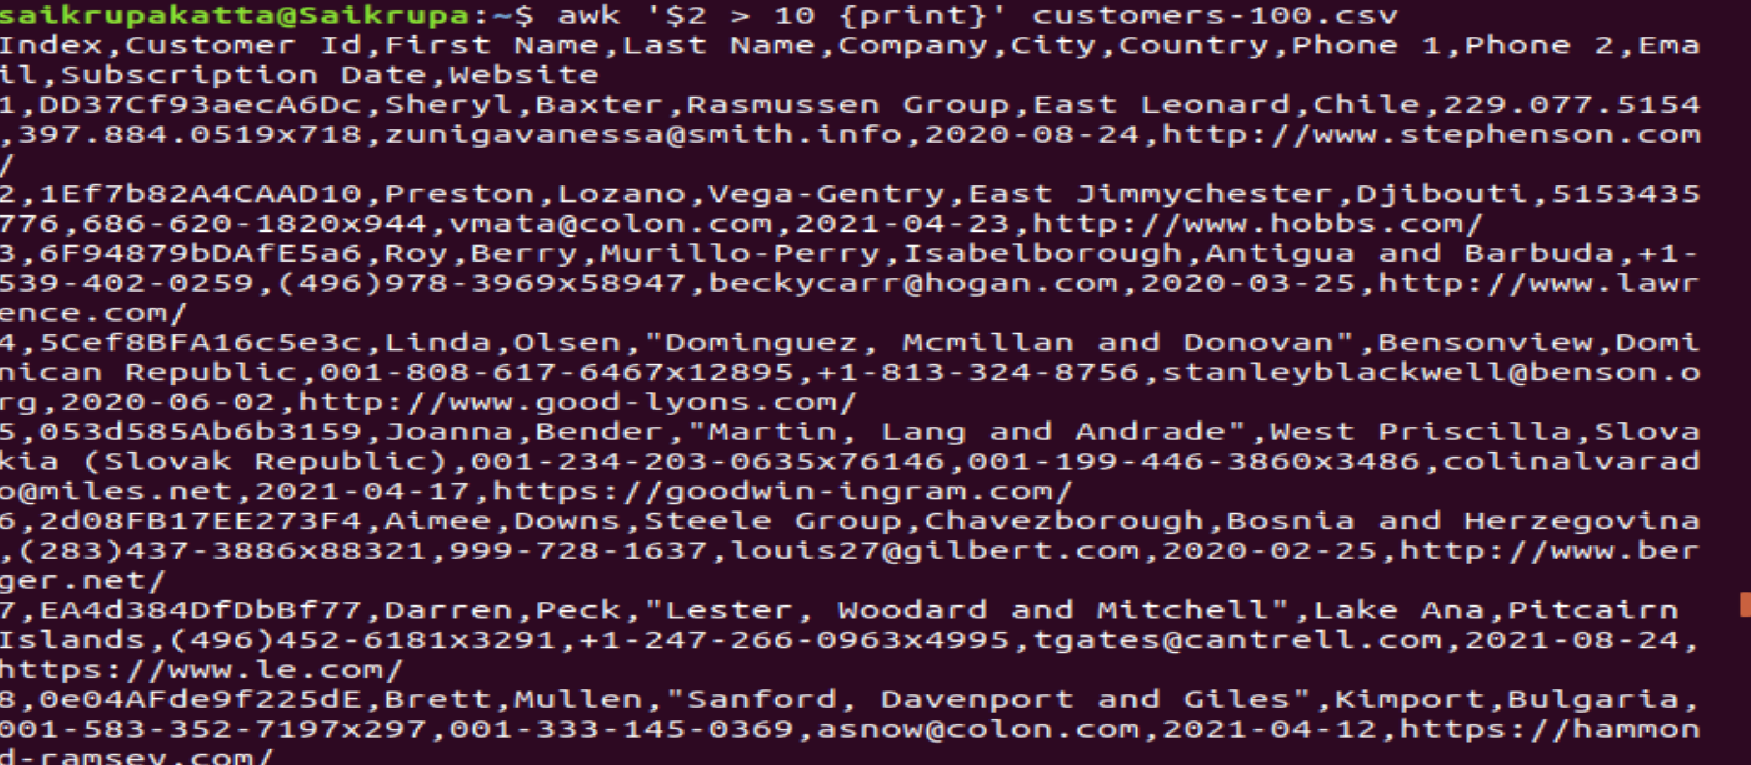 saikrupakatta@Saikrupa:~$ awk '$2 > 10 {print}' customers-100.csv
Index,Customer Id,First Name,Last Name,Company,City,Country,Phone 1,Phone 2,Ema
il,Subscription Date,Website
1,DD37Cf93aecA6Dc,Sheryl,Baxter,Rasmussen Group,East Leonard,Chile,229.077.5154
,397.884.0519x718,zunigavanessa@smith.info,2020-08-24,http://www.stephenson.com
/
2,1Ef7b82A4CAAD10,Preston,Lozano,Vega-Gentry,East Jimmychester,Djibouti,5153435
776,686-620-1820x944,vmata@colon.com,2021-04-23,http://www.hobbs.com/
3,6F94879bDAfE5a6,Roy,Berry,Murillo-Perry,Isabelborough,Antigua and Barbuda,+1-
539-402-0259,(496)978-3969x58947,beckycarr@hogan.com,2020-03-25,http://www.lawr
ence.com/
4,5Cef8BFA16c5e3c,Linda,Olsen,"Dominguez, Mcmillan and Donovan",Bensonview,Domi
nican Republic,001-808-617-6467x12895,+1-813-324-8756,stanleyblackwell@benson.o
rg,2020-06-02,http://www.good-lyons.com/
5,053d585Ab6b3159,Joanna,Bender,"Martin, Lang and Andrade",West Priscilla,Slova
kia (Slovak Republic),001-234-203-0635x76146,001-199-446-3860x3486,colinalvarad
o@miles.net,2021-04-17,https://goodwin-ingram.com/
6,2d08FB17EE273F4,Aimee,Downs,Steele Group,Chavezborough,Bosnia and Herzegovina
,(283)437-3886x88321,999-728-1637,louis27@gilbert.com,2020-02-25,http://www.ber
ger.net/
7,EA4d384DfDbBf77,Darren,Peck,"Lester, Woodard and Mitchell",Lake Ana,Pitcairn
Islands,(496)452-6181x3291,+1-247-266-0963x4995,tgates@cantrell.com,2021-08-24,
https://www.le.com/
8,0e04AFde9f225dE,Brett,Mullen,"Sanford, Davenport and Giles",Kimport,Bulgaria,
001-583-352-7197x297,001-333-145-0369,asnow@colon.com,2021-04-12,https://hammon
d-ramsey.com/